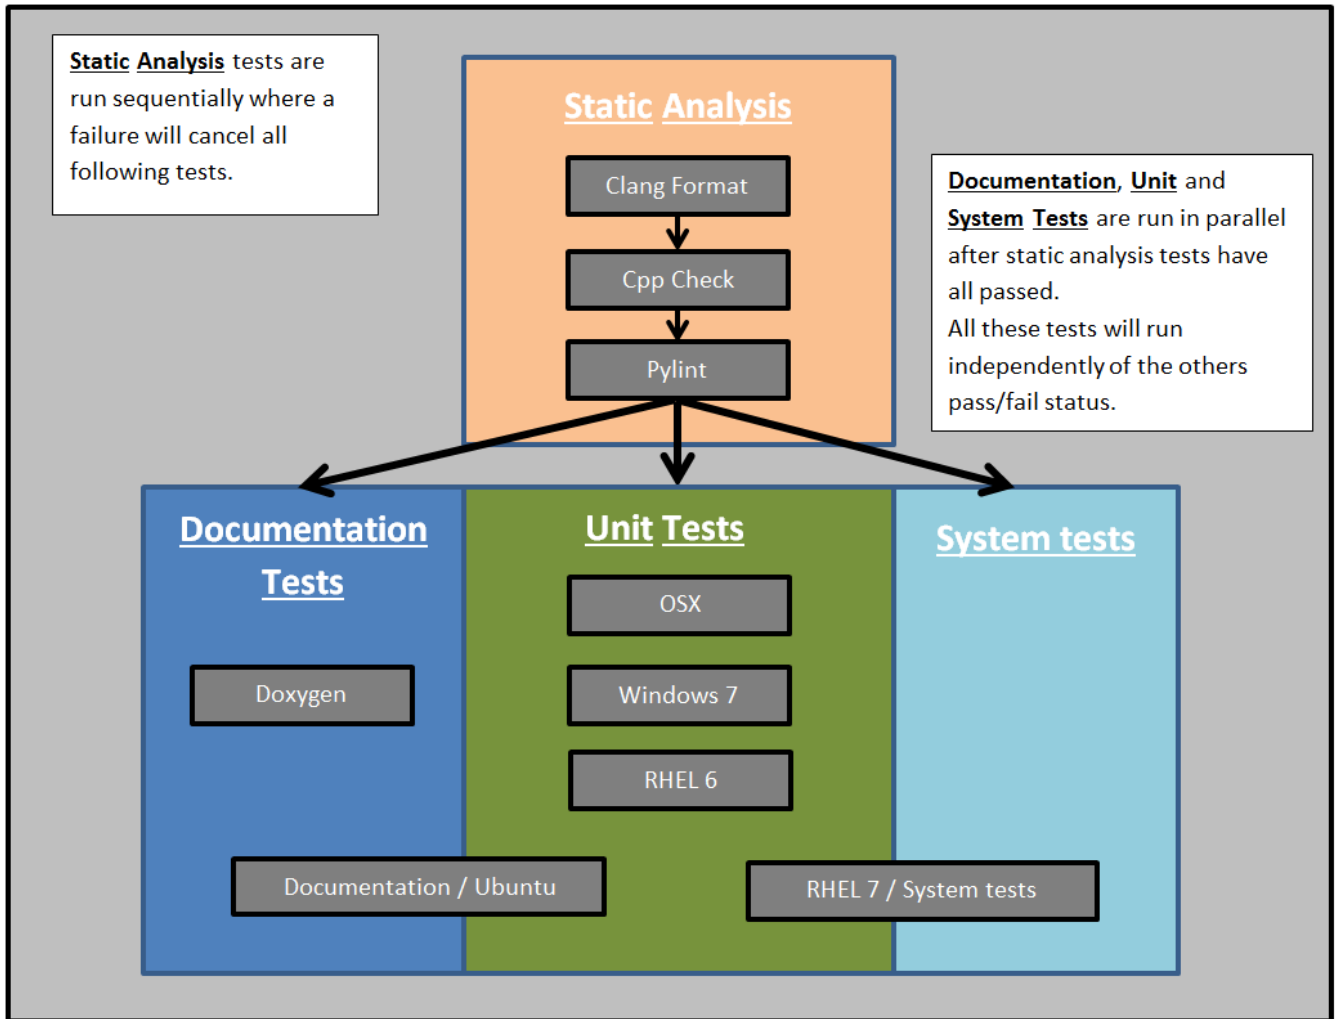 Static Analysis tests are
run sequentially where a
failure will cancel all
following tests.
Static Analysis
Clang Format
Cpp Check
Pylint
Documentation, Unit and
System Tests are run in parallel
after static analysis tests have
all passed.
All these tests will run
independently of the others
pass/fail status.
Documentation
Tests
Doxygen
Unit Tests
OSX
Windows 7
RHEL 6
System tests
Documentation / Ubuntu
RHEL 7 / System tests